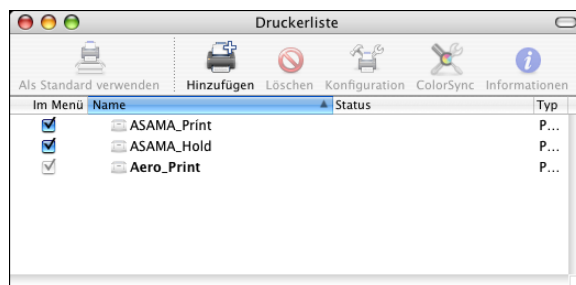 Druckerliste
Als Standard verwenden Hinzufügen Löschen Konfiguration ColorSync Informationen
Im Menü Name Status Typ
ASAMA_Print P...
ASAMA_Hold P...
Aero_Print P...